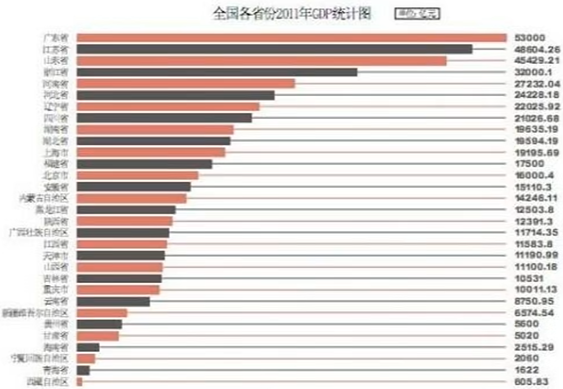 全国各省份2011年GDP统计图 单位:亿元
广东省 53000
江苏省 48604.26
山东省 45429.21
浙江省 32000.1
河南省 27232.04
河北省 24228.18
辽宁省 22025.92
四川省 21026.68
湖南省 19635.19
湖北省 19594.19
上海市 19195.69
福建省 17500
北京市 16000.4
安徽省 15110.3
内蒙古自治区 14246.11
黑龙江省 12503.8
陕西省 12391.3
广西壮族自治区 11714.35
江西省 11583.8
天津市 11190.99
山西省 11100.18
吉林省 10531
重庆市 10011.13
云南省 8750.95
新疆维吾尔自治区 6574.54
贵州省 5600
甘肃省 5020
海南省 2515.29
宁夏回族自治区 2060
青海省 1622
西藏自治区 605.83